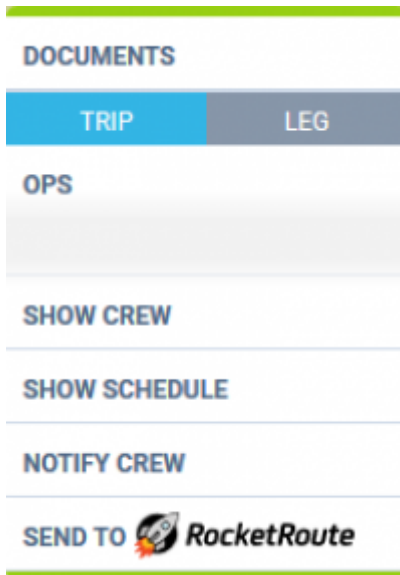 DOCUMENTS
TRIP LEG
OPS
SHOW CREW
SHOW SCHEDULE
NOTIFY CREW
SEND TO RocketRoute